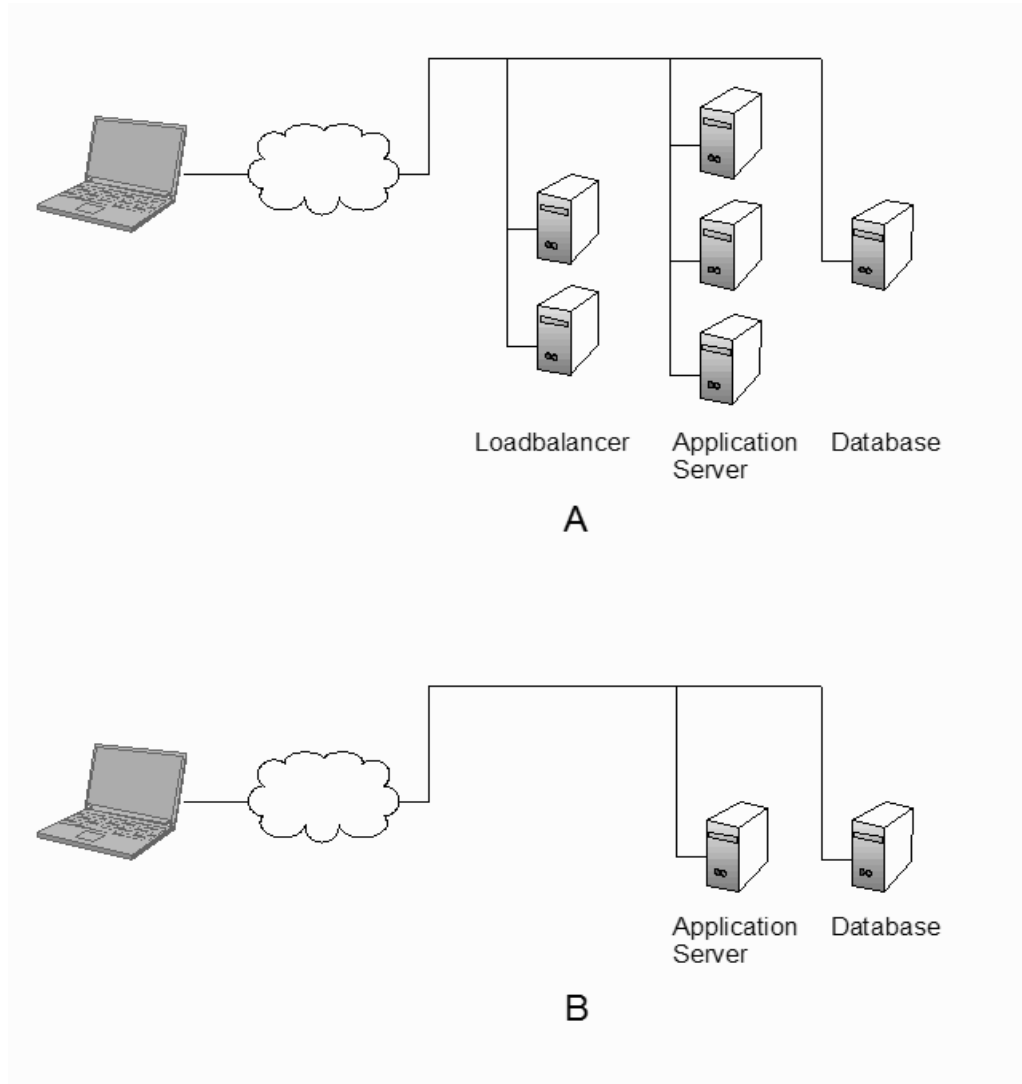 Loadbalancer
Application
Server
Database
A
Application
Server
Database
B